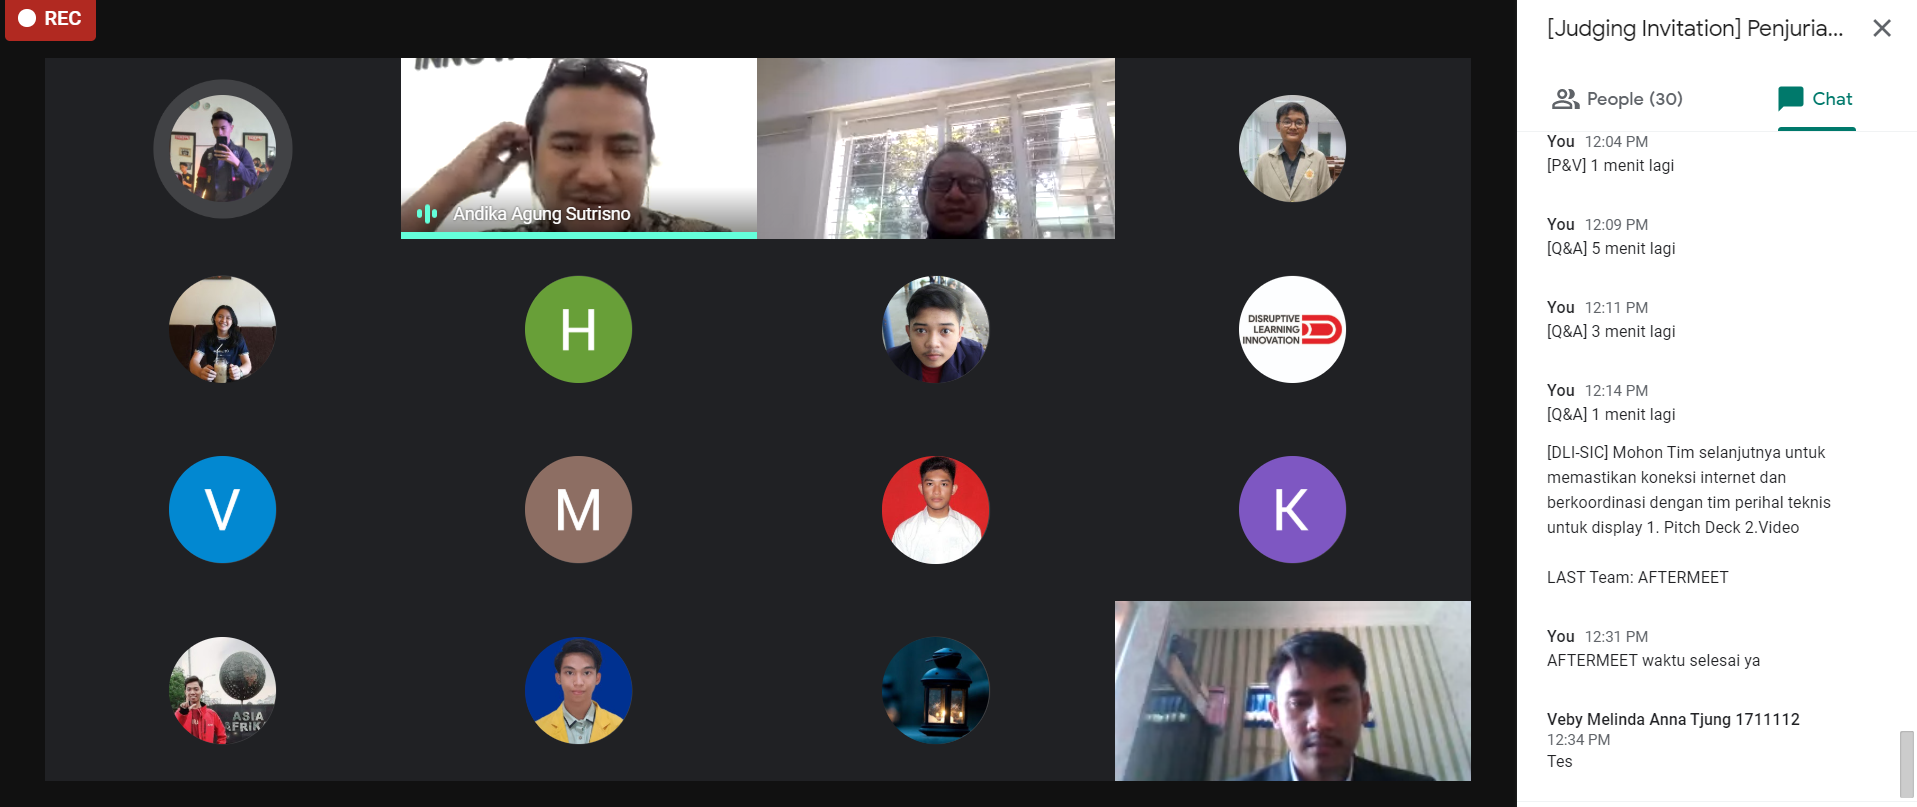 REC
Andika Agung Sutrisno
H
DISRUPTIVE
LEARNING
INNOVATION
V
M
K
ASIA
AFRIKA
[Judging Invitation] Penjuria...
People (30)
Chat
You 12:04 PM
[P&V] 1 menit lagi
You 12:09 PM
[Q&A] 5 menit lagi
You 12:11 PM
[Q&A] 3 menit lagi
You 12:14 PM
[Q&A] 1 menit lagi
[DLI-SIC] Mohon Tim selanjutnya untuk
memastikan koneksi internet dan
berkoordinasi dengan tim perihal teknis
untuk display 1. Pitch Deck 2.Video
LAST Team: AFTERMEET
You 12:31 PM
AFTERMEET waktu selesai ya
Veby Melinda Anna Tjung 1711112
12:34 PM
Tes